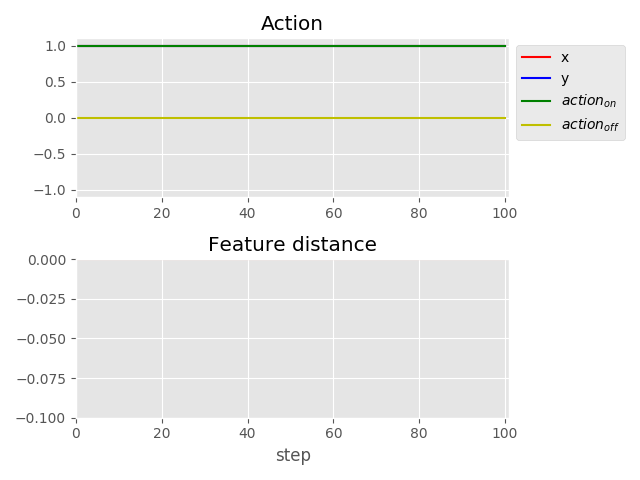 Action
1.0
0.5
0.0
−0.5
−1.0
0 20 40 60 80 100
x
y
action_on
action_off
Feature distance
0.000
−0.025
−0.050
−0.075
−0.100
0 20 40 60 80 100
step